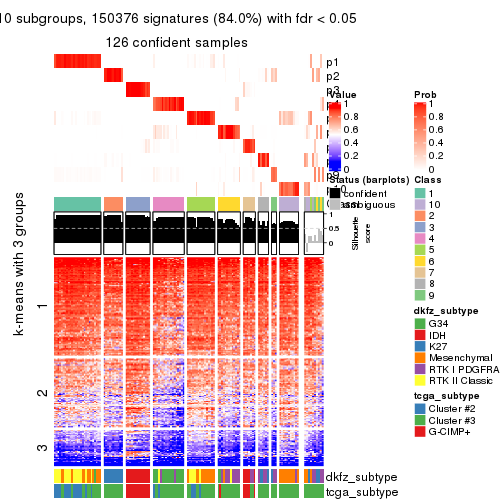 10 subgroups, 150376 signatures (84.0%) with fdr < 0.05
126 confident samples
p1
p2
p3
Value
1
0.8
0.6
0.4
0.2
0
Prob
1
0.8
0.6
0.4
0.2
0
Status (barplots)
confident
ambiguous
Class
1
10
2
3
4
5
6
7
8
9
1
0.5
0
Silhouette
score
k-means with 3 groups
1
2
3
dkfz_subtype
G34
IDH
K27
Mesenchymal
RTK I PDGFRA
RTK II Classic
tcga_subtype
Cluster #2
Cluster #3
G-CIMP+
dkfz_subtype
tcga_subtype